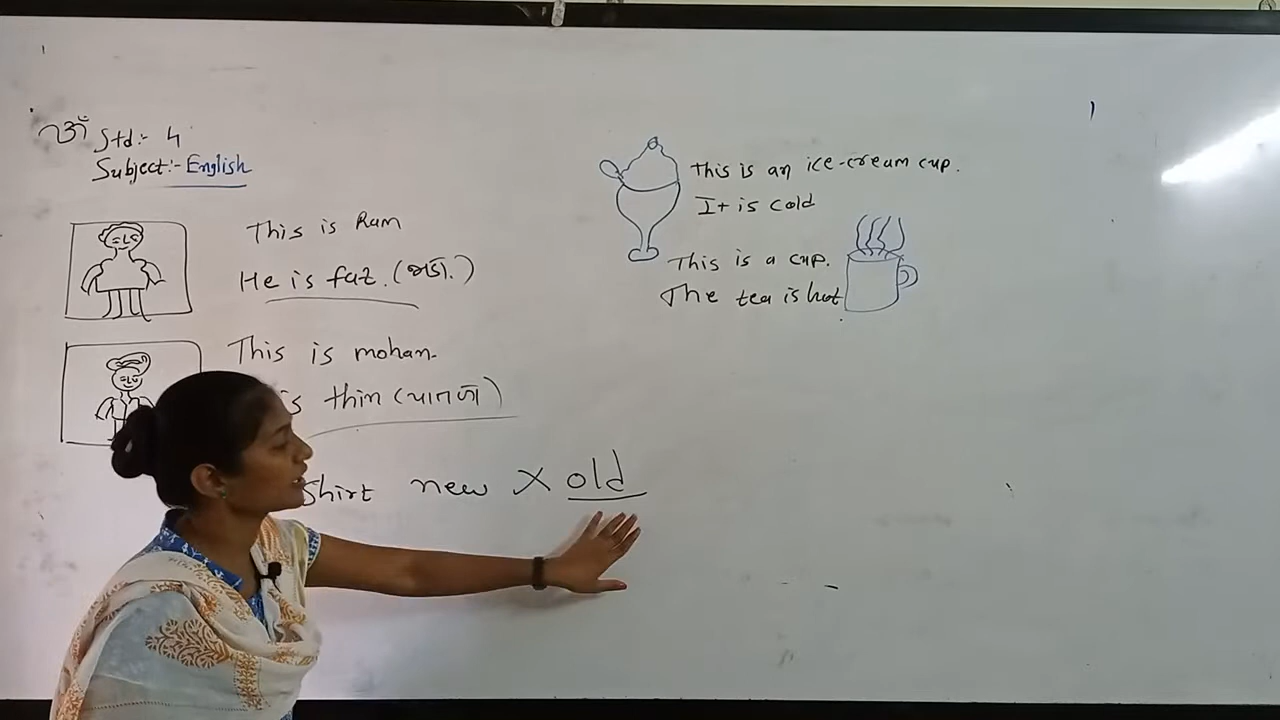 ॐ Std:- 4
Subject:- English
This is Ram
He is fat. (જાડો.)
This is mohan.
is thin (પાતળો)
Shirt new X old
This is an ice-cream cup.
It is cold
This is a cup.
The tea is hot